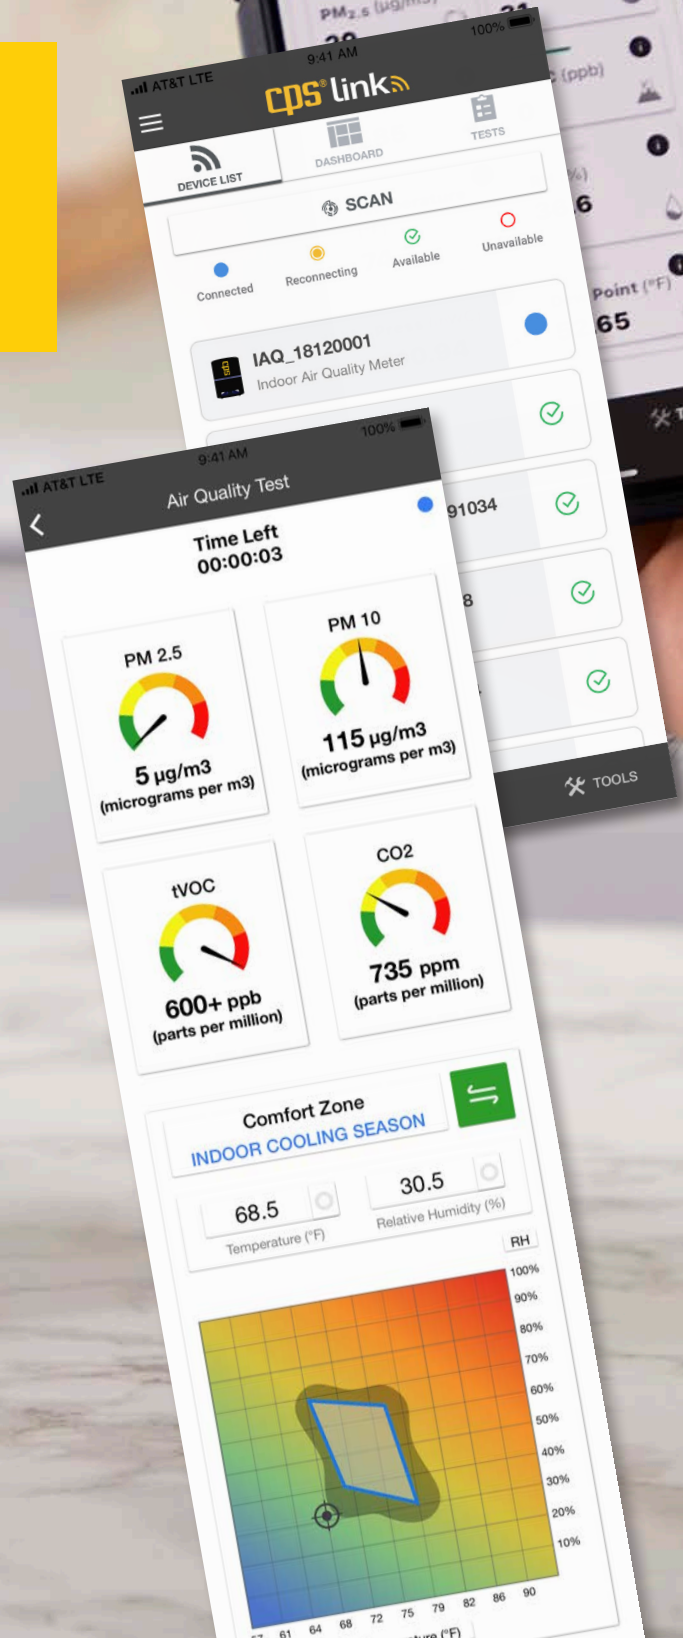 PM2.5 (µg/m3)
(ppb)
Point (°F)
65
AT&T LTE
9:41 AM
100%
cps® link
DEVICE LIST
DASHBOARD
TESTS
SCAN
Connected
Reconnecting
Available
Unavailable
IAQ_18120001
Indoor Air Quality Meter
cps
91034
8
TOOLS
AT&T LTE
9:41 AM
100%
Air Quality Test
Time Left
00:00:03
PM 2.5
5 µg/m3
(micrograms per m3)
PM 10
115 µg/m3
(micrograms per m3)
tVOC
600+ ppb
(parts per million)
CO2
735 ppm
(parts per million)
Comfort Zone
INDOOR COOLING SEASON
68.5
Temperature (°F)
30.5
Relative Humidity (%)
RH
100%
90%
80%
70%
60%
50%
40%
30%
20%
10%
61 64 68 72 75 79 82 86 90
(°F)